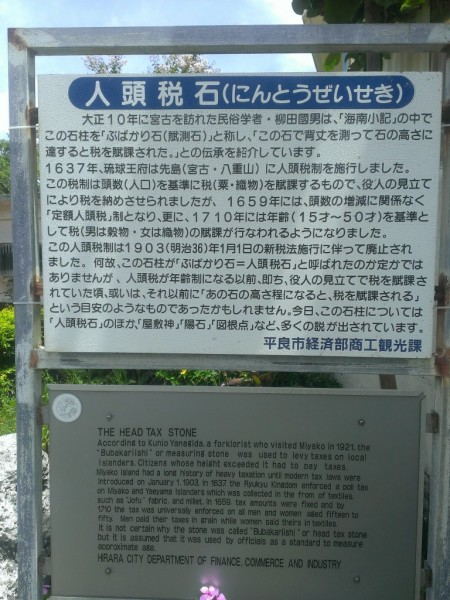 人頭税石(にんとうぜいせき)
大正10年に宮古を訪れた民俗学者・柳田國男は、「海南小記」の中で
この石柱を「ぶばかり石(賦測石)」と称し、「この石で背丈を測って石の高さに
達すると税を賦課された。」との伝承を紹介しています。
1637年、琉球王府は先島(宮古・八重山)に人頭税制を施行しました。
この税制は頭数(人口)を基準に税(粟・織物)を賦課するもので、役人の見立て
により税を納めさせられましたが、1659年には、頭数の増減に関係なく
「定額人頭税」制となり、更に、1710年には年齢(15才～50才)を基準と
して税(男は穀物・女は織物)の賦課が行なわれるようになりました。
この人頭税制は1903(明治36)年1月1日の新税法施行に伴って廃止され
ました。何故、この石柱が「ぶばかり石=人頭税石」と呼ばれたのか定かでは
ありませんが、人頭税が年齢制になる以前、即ち、役人の見立てで税を賦課され
ていた頃、或いは、それ以前に「あの石の高さ程になると、税を賦課される」
という目安のようなものであったかもしれません。今日、この石柱については
「人頭税石」のほか、「屋敷神」「陽石」「図根点」など、多くの説が出されています。
平良市経済部商工観光課
THE HEAD TAX STONE
According to Kunio Yanagida, a forklorist who visited Miyako in 1921, the
"Bubakariishi" or measuring stone was used to levy taxes on local
islanders. Citizens whose height exceeded it had to pay taxes.
Miyako Island had a long history of heavy taxation until modern tax laws were
introduced on January 1, 1903. In 1637 the Ryukyu Kingdom enforced a poll tax
on Miyako and Yaeyama Islanders which was collected in the from of textiles,
such as "Jofu" fabric, and millet. In 1659, tax amounts were fixed and by
1710 the tax was universally enforced on all men and women aged fifteen to
fifty. Men paid their taxes in grain while women paid theirs in textiles.
It is not certain why the stone was called "Bubakariishi" or head tax stone
but it is assumed that it was used by officials as a standard to measure
approximate age.
HIRARA CITY DEPARTMENT OF FINANCE, COMMERCE AND INDUSTRY